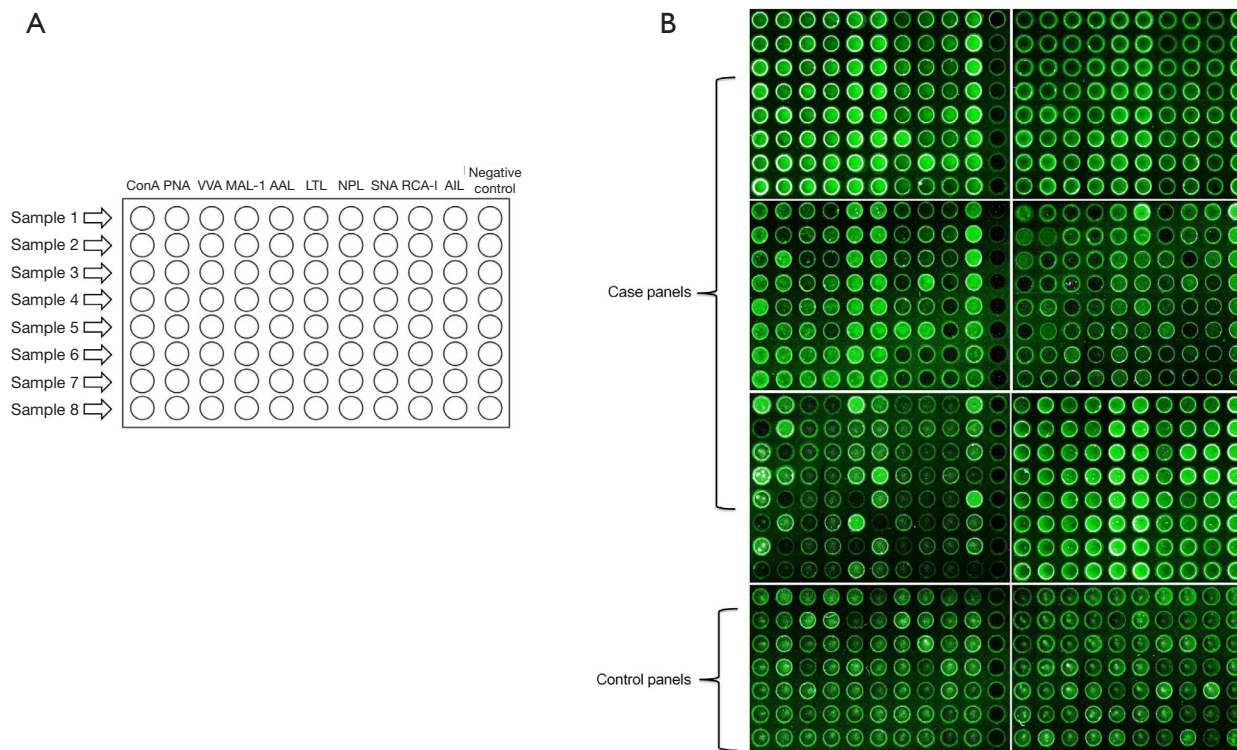 A
B
ConA PNA VVA MAL-1 AAL LTL NPL SNA RCA-I AIL Negative
control
Sample 1
Sample 2
Sample 3
Sample 4
Sample 5
Sample 6
Sample 7
Sample 8
Case panels
Control panels